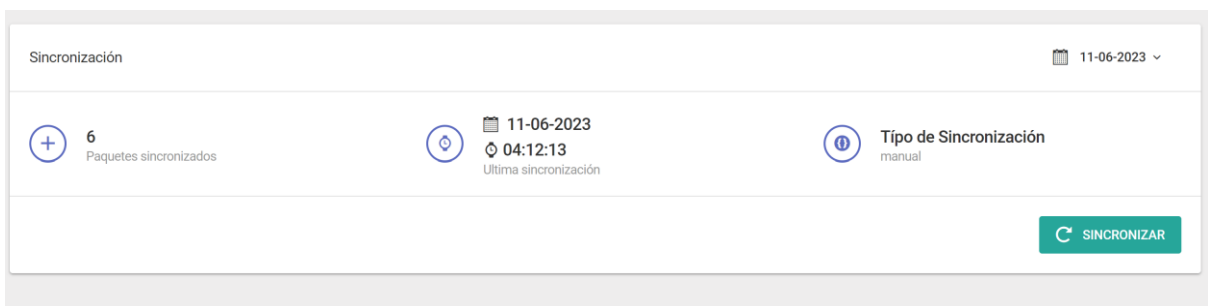 Sincronización
11-06-2023
6
Paquetes sincronizados
11-06-2023
04:12:13
Ultima sincronización
Típo de Sincronización
manual
SINCRONIZAR